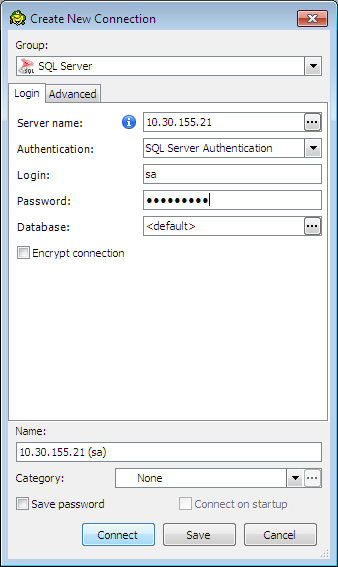 Create New Connection
Group:
SQL SQL Server
Login Advanced
Server name: 10.30.155.21 ...
Authentication: SQL Server Authentication
Login: sa
Password: •••••••••
Database: <default> ...
Encrypt connection
Name:
10.30.155.21 (sa)
Category: None ...
Save password Connect on startup
Connect Save Cancel